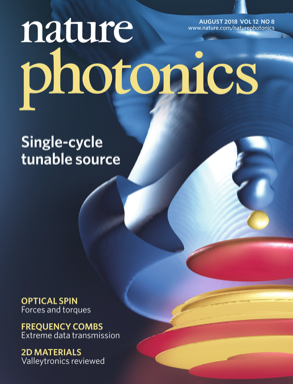 nature
AUGUST 2018 VOL 12 NO 8
www.nature.com/naturephotonics
photonics
Single-cycle
tunable source
OPTICAL SPIN
Forces and torques
FREQUENCY COMBS
Extreme data transmission
2D MATERIALS
Valleytronics reviewed